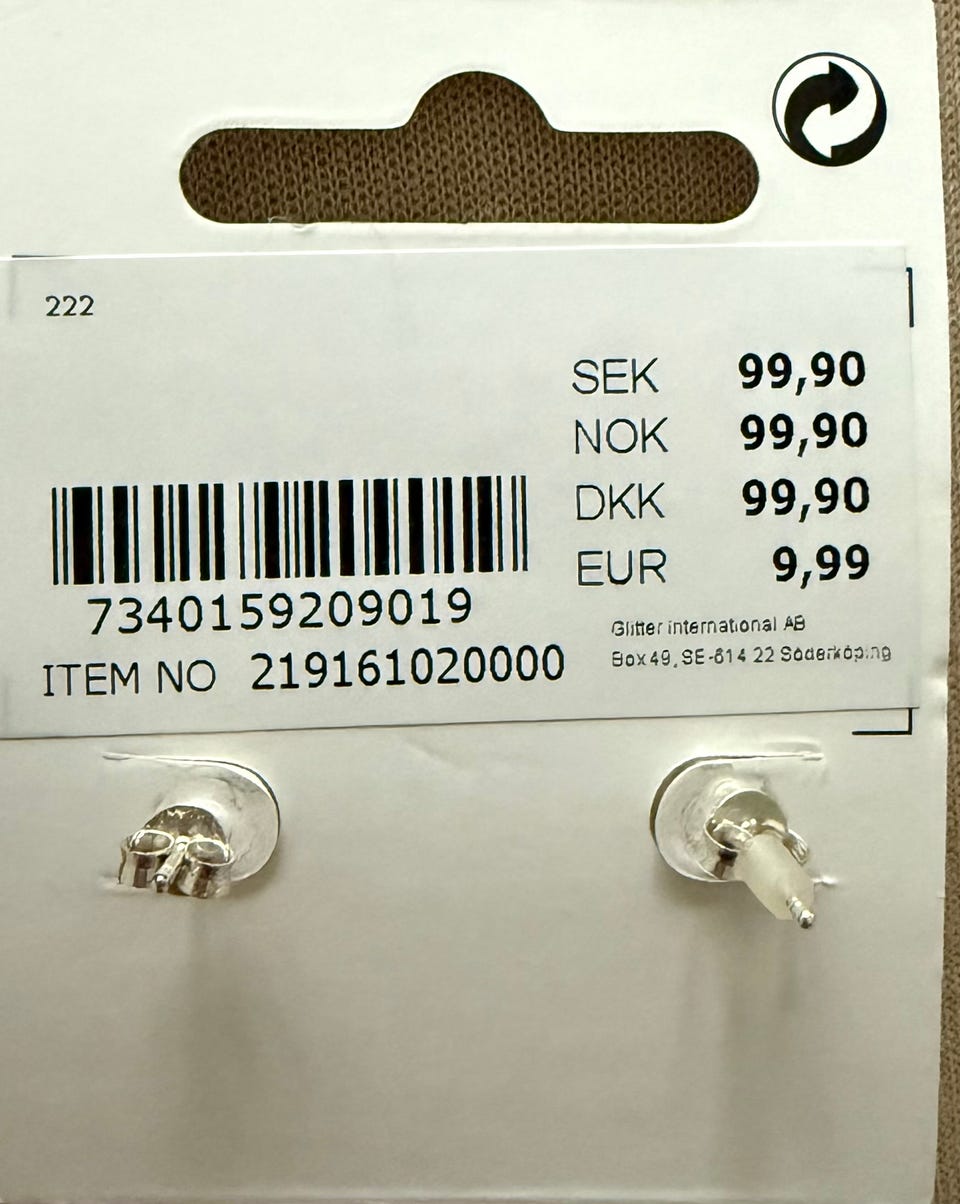 222
SEK 99,90
NOK 99,90
DKK 99,90
EUR 9,99
7340159209019
ITEM NO 219161020000
Glitter international AB
Box 49, SE-614 22 Söderköping